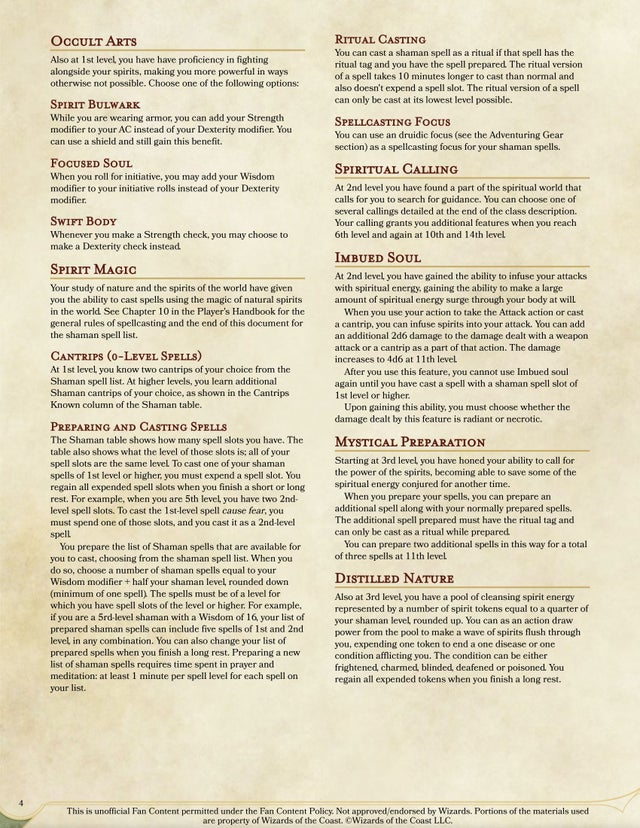 Occult Arts
Also at 1st level, you have have proficiency in fighting
alongside your spirits, making you more powerful in ways
otherwise not possible. Choose one of the following options:
Spirit Bulwark
While you are wearing armor, you can add your Strength
modifier to your AC instead of your Dexterity modifier. You
can use a shield and still gain this benefit.
Focused Soul
When you roll for initiative, you may add your Wisdom
modifier to your initiative rolls instead of your Dexterity
modifier.
Swift Body
Whenever you make a Strength check, you may choose to
make a Dexterity check instead.
Spirit Magic
Your study of nature and the spirits of the world have given
you the ability to cast spells using the magic of natural spirits
in the world. See Chapter 10 in the Player's Handbook for the
general rules of spellcasting and the end of this document for
the shaman spell list.
Cantrips (0-Level Spells)
At 1st level, you know two cantrips of your choice from the
Shaman spell list. At higher levels, you learn additional
Shaman cantrips of your choice, as shown in the Cantrips
Known column of the Shaman table.
Preparing and Casting Spells
The Shaman table shows how many spell slots you have. The
table also shows what the level of those slots is; all of your
spell slots are the same level. To cast one of your shaman
spells of 1st level or higher, you must expend a spell slot. You
regain all expended spell slots when you finish a short or long
rest. For example, when you are 5th level, you have two 2nd-
level spell slots. To cast the 1st-level spell cause fear, you
must spend one of those slots, and you cast it as a 2nd-level
spell.
You prepare the list of Shaman spells that are available for
you to cast, choosing from the shaman spell list. When you
do so, choose a number of shaman spells equal to your
Wisdom modifier + half your shaman level, rounded down
(minimum of one spell). The spells must be of a level for
which you have spell slots of the level or higher. For example,
if you are a 5rd-level shaman with a Wisdom of 16, your list of
prepared shaman spells can include five spells of 1st and 2nd
level, in any combination. You can also change your list of
prepared spells when you finish a long rest. Preparing a new
list of shaman spells requires time spent in prayer and
meditation: at least 1 minute per spell level for each spell on
your list.
Ritual Casting
You can cast a shaman spell as a ritual if that spell has the
ritual tag and you have the spell prepared. The ritual version
of a spell takes 10 minutes longer to cast than normal and
also doesn't expend a spell slot. The ritual version of a spell
can only be cast at its lowest level possible.
Spellcasting Focus
You can use an druidic focus (see the Adventuring Gear
section) as a spellcasting focus for your shaman spells.
Spiritual Calling
At 2nd level you have found a part of the spiritual world that
calls for you to search for guidance. You can choose one of
several callings detailed at the end of the class description.
Your calling grants you additional features when you reach
6th level and again at 10th and 14th level.
Imbued Soul
At 2nd level, you have gained the ability to infuse your attacks
with spiritual energy, gaining the ability to make a large
amount of spiritual energy surge through your body at will.
When you use your action to take the Attack action or cast
a cantrip, you can infuse spirits into your attack. You can add
an additional 2d6 damage to the damage dealt with a weapon
attack or a cantrip as a part of that action. The damage
increases to 4d6 at 11th level.
After you use this feature, you cannot use Imbued soul
again until you have cast a spell with a shaman spell slot of
1st level or higher.
Upon gaining this ability, you must choose whether the
damage dealt by this feature is radiant or necrotic.
Mystical Preparation
Starting at 3rd level, you have honed your ability to call for
the power of the spirits, becoming able to save some of the
spiritual energy conjured for another time.
When you prepare your spells, you can prepare an
additional spell along with your normally prepared spells.
The additional spell prepared must have the ritual tag and
can only be cast as a ritual while prepared.
You can prepare two additional spells in this way for a total
of three spells at 11th level.
Distilled Nature
Also at 3rd level, you have a pool of cleansing spirit energy
represented by a number of spirit tokens equal to a quarter of
your shaman level, rounded up. You can as an action draw
power from the pool to make a wave of spirits flush through
you, expending one token to end a one disease or one
condition afflicting you. The condition can be either
frightened, charmed, blinded, deafened or poisoned. You
regain all expended tokens when you finish a long rest.
4
This is unofficial Fan Content permitted under the Fan Content Policy. Not approved/endorsed by Wizards. Portions of the materials used
are property of Wizards of the Coast. ©Wizards of the Coast LLC.